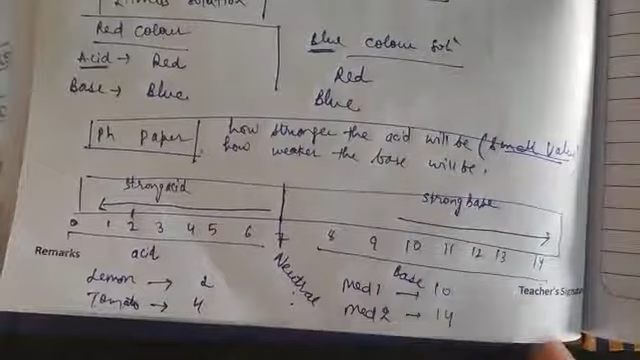 Litmus solution
Red colour
Acid → Red
Base → Blue
Blue colour solⁿ
Red
Blue
Ph paper
how stronger the acid will be (small value
how weaker the base will be.
strong acid
strong base
0 1 2 3 4 5 6 7 8 9 10 11 12 13 14
acid
Neutral
Base
Remarks
Lemon → 2
Tomato → 4
Med 1 → 10
Med 2 → 14
Teacher's